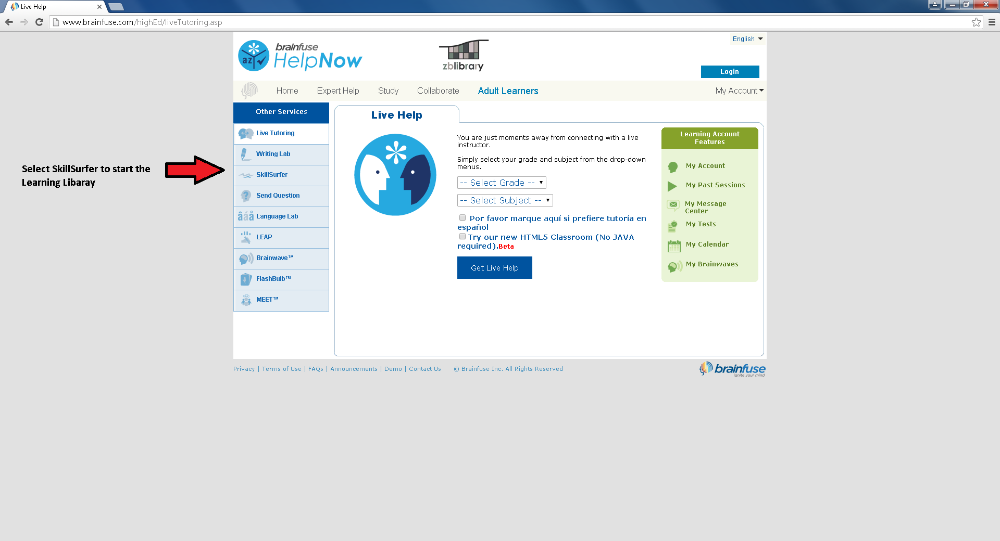 Live Help
www.brainfuse.com/highEd/liveTutoring.asp
English
brainfuse
HelpNow
a-z
zblibrary
Login
Home Expert Help Study Collaborate Adult Learners My Account
Other Services
Live Tutoring
Writing Lab
SkillSurfer
Send Question
âáå Language Lab
LEAP
Brainwave™
FlashBulb™
MEET™
Select SkillSurfer to start the
Learning Libaray
Live Help
You are just moments away from connecting with a live
instructor.
Simply select your grade and subject from the drop-down
menus.
-- Select Grade --
-- Select Subject --
Por favor marque aquí si prefiere tutoría en
español
Try our new HTML5 Classroom (No JAVA
required).Beta
Get Live Help
Learning Account
Features
My Account
My Past Sessions
My Message
Center
My Tests
My Calendar
My Brainwaves
Privacy | Terms of Use | FAQs | Announcements | Demo | Contact Us © Brainfuse Inc. All Rights Reserved
brainfuse
ignite your mind